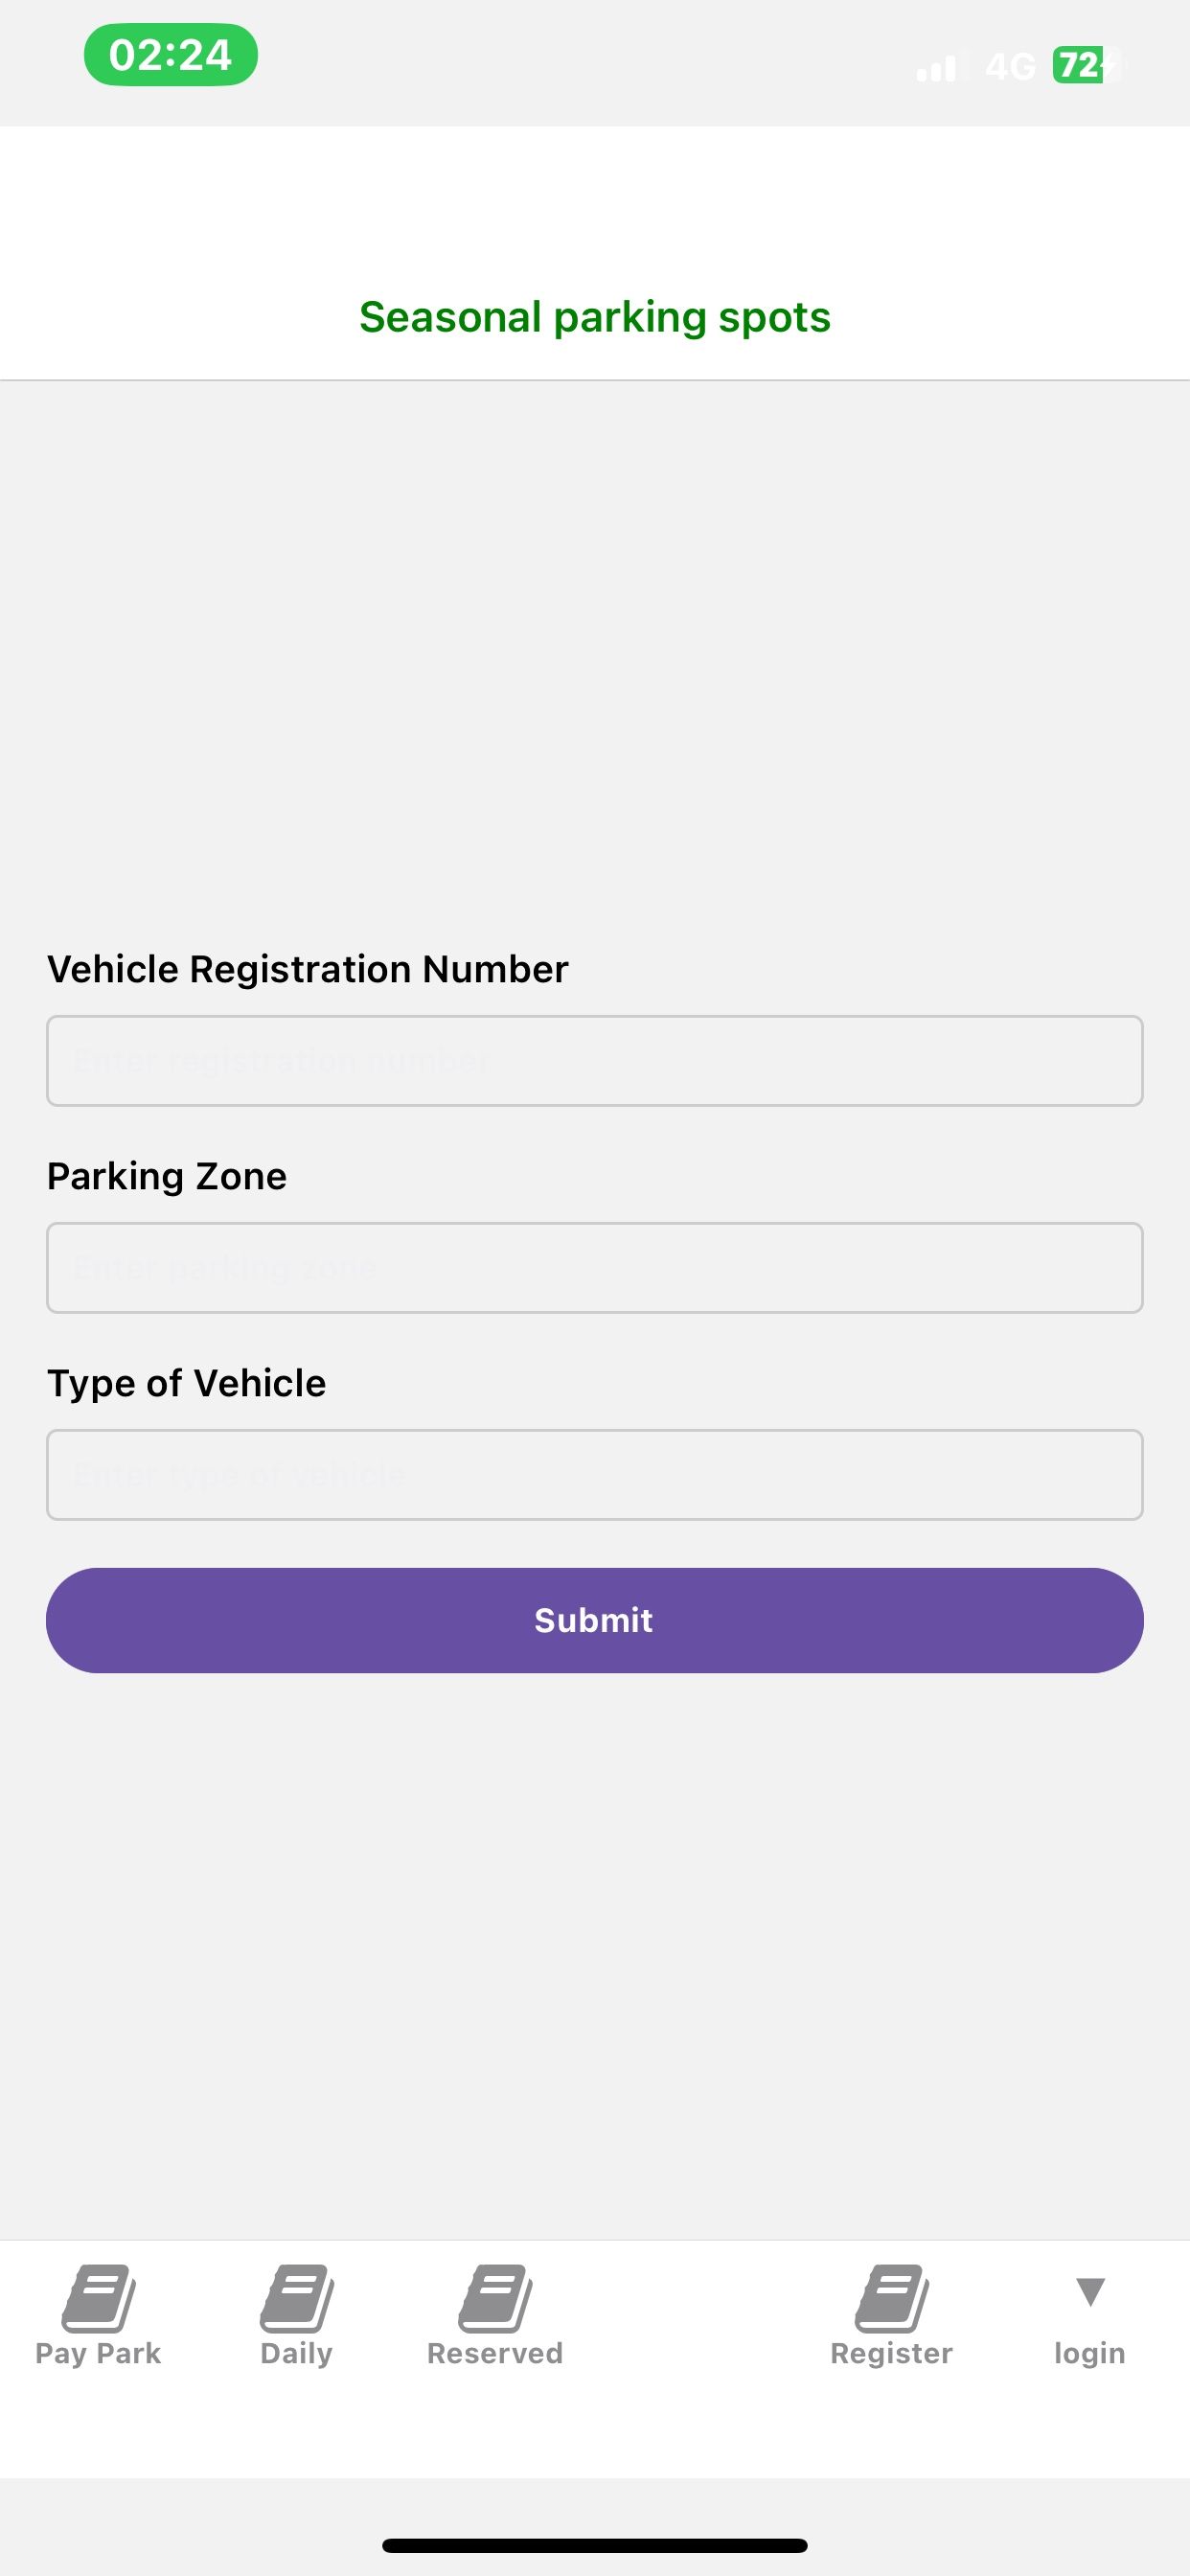 02:24
4G 72
Seasonal parking spots
Vehicle Registration Number
Enter registration number
Parking Zone
Enter parking zone
Type of Vehicle
Enter type of vehicle
Submit
Pay Park Daily Reserved Register login